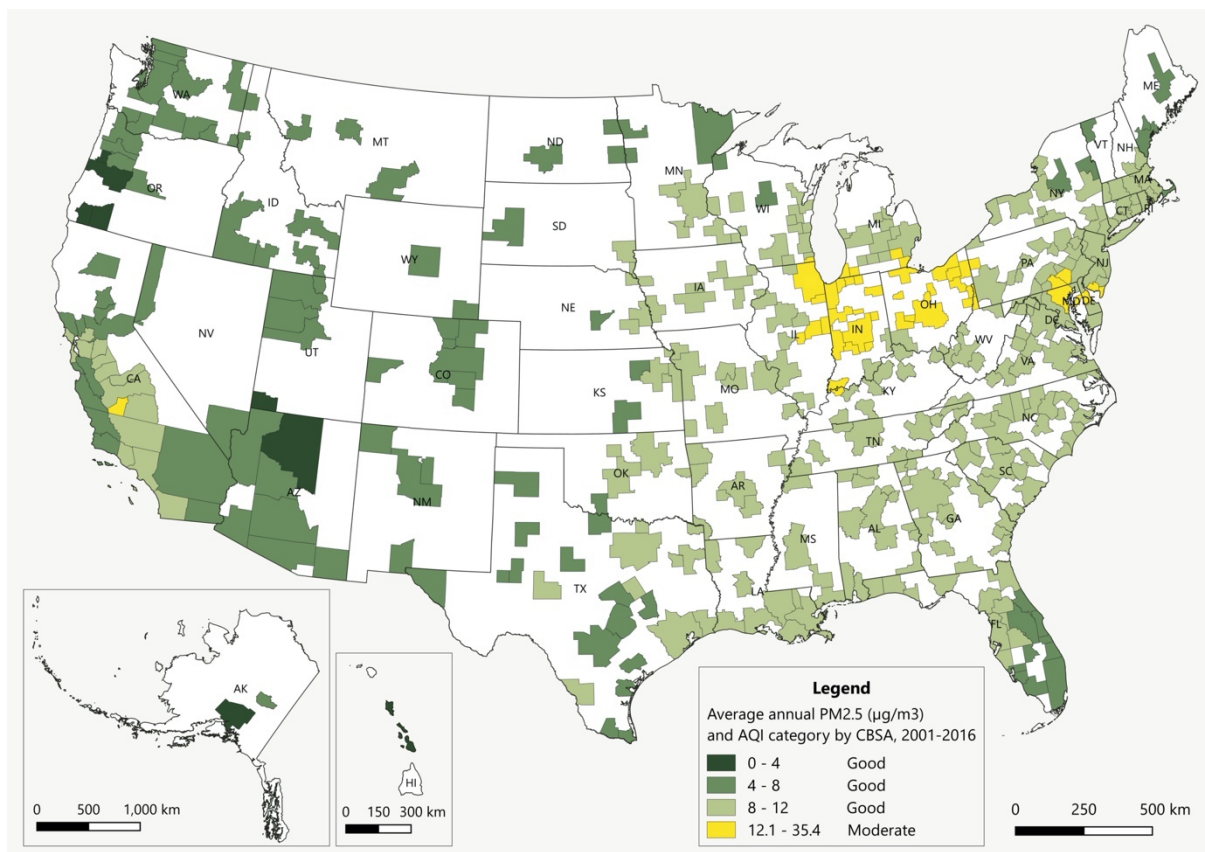 WA
MT
ND
MN
ME
VT
NH
OR
ID
SD
WI
NY
MA
MI
CT
RI
WY
IA
PA
NJ
NE
OH
MD
DE
NV
UT
IL
IN
DC
CA
CO
WV
VA
KS
MO
KY
NC
TN
OK
AZ
NM
AR
SC
MS
AL
GA
TX
LA
FL
AK
HI
0 500 1,000 km
0 150 300 km
Legend
Average annual PM2.5 (µg/m3)
and AQI category by CBSA, 2001-2016
0 - 4 Good
4 - 8 Good
8 - 12 Good
12.1 - 35.4 Moderate
0 250 500 km